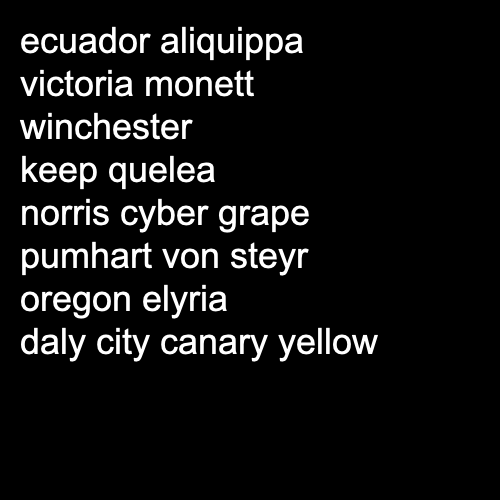 ecuador aliquippa
victoria monett
winchester
keep quelea
norris cyber grape
pumhart von steyr
oregon elyria
daly city canary yellow